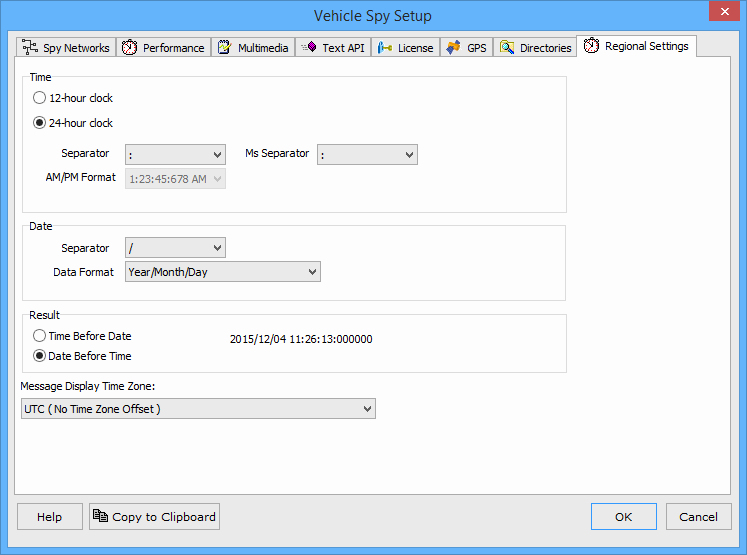 Vehicle Spy Setup
Spy Networks Performance Multimedia Text API License GPS Directories Regional Settings
Time
12-hour clock
24-hour clock
Separator : Ms Separator :
AM/PM Format 1:23:45:678 AM
Date
Separator /
Data Format Year/Month/Day
Result
Time Before Date 2015/12/04 11:26:13:000000
Date Before Time
Message Display Time Zone:
UTC ( No Time Zone Offset )
Help Copy to Clipboard OK Cancel